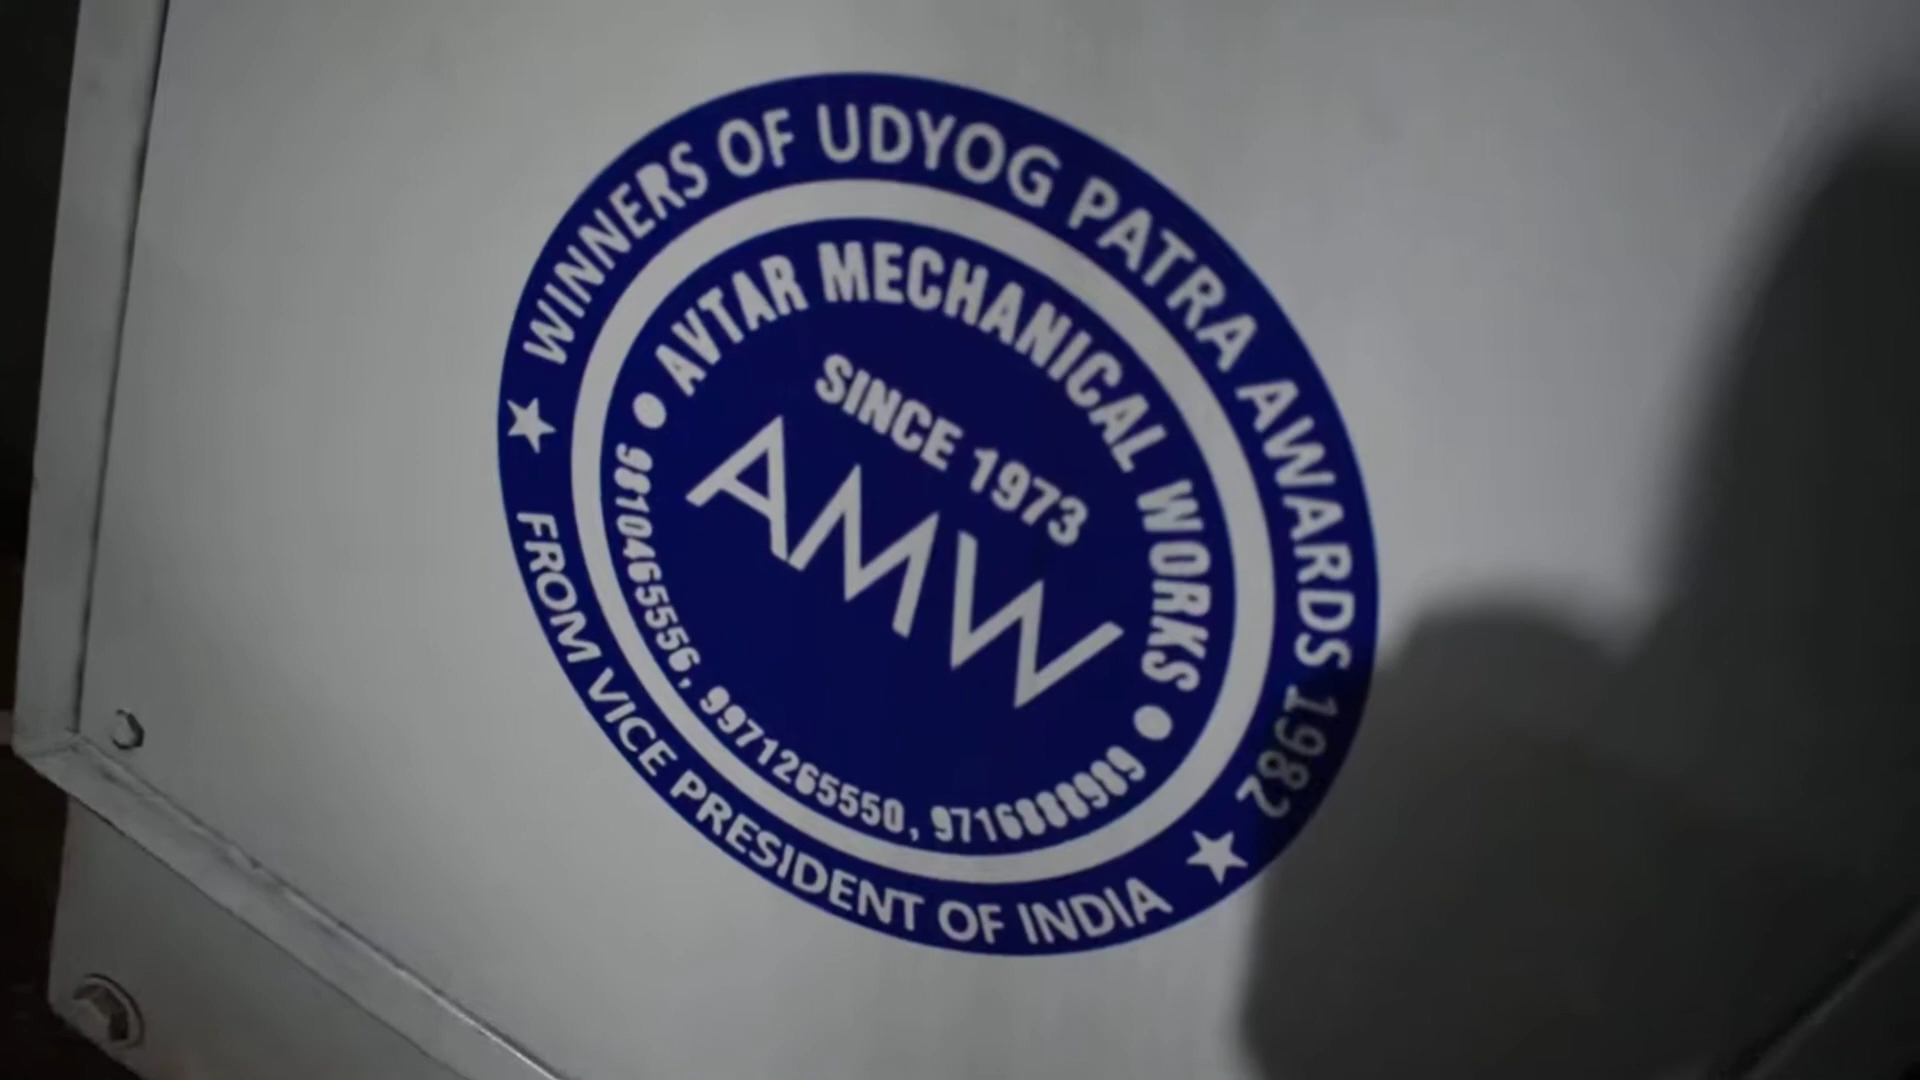 WINNERS OF UDYOG PATRA AWARDS 1982
★ FROM VICE PRESIDENT OF INDIA ★
● AVTAR MECHANICAL WORKS ●
SINCE 1973
AMW
9810465556, 9971265550, 9716888989